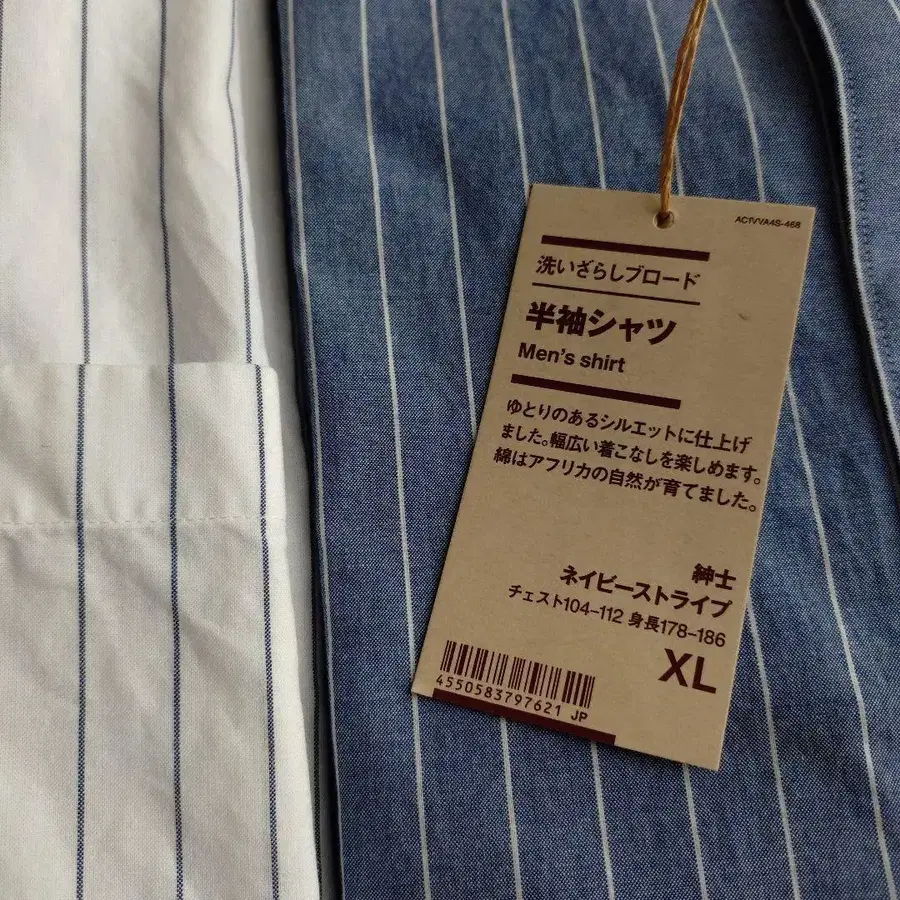 AC1VVA4S-468
洗いざらしブロード
半袖シャツ
Men's shirt
ゆとりのあるシルエットに仕上げ
ました。幅広い着こなしを楽しめます。
綿はアフリカの自然が育てました。
紳士
ネイビーストライプ
チェスト104-112 身長178-186
XL
4550583797621 JP